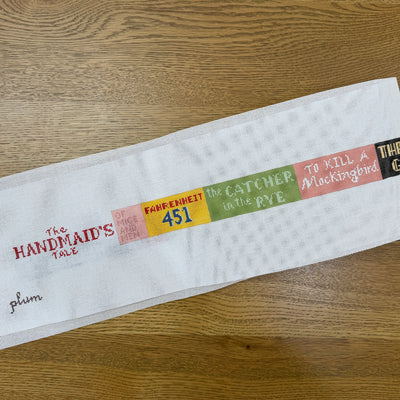 The
HANDMAID'S
TALE
OF
MICE
AND
MEN
FAHRENHEIT
451
the CATCHER
in the RYE
TO KILL A
Mockingbird
THE
G
plum